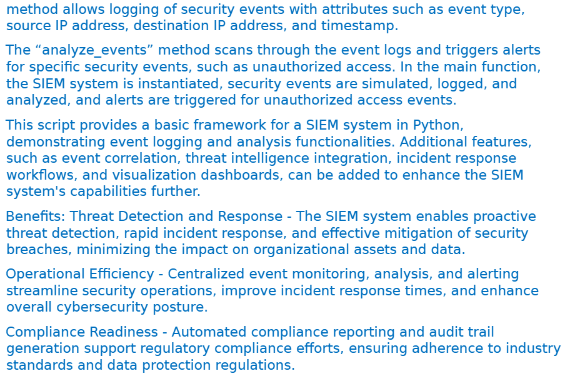 method allows logging of security events with attributes such as event type,
source IP address, destination IP address, and timestamp.
The “analyze_events” method scans through the event logs and triggers alerts
for specific security events, such as unauthorized access. In the main function,
the SIEM system is instantiated, security events are simulated, logged, and
analyzed, and alerts are triggered for unauthorized access events.
This script provides a basic framework for a SIEM system in Python,
demonstrating event logging and analysis functionalities. Additional features,
such as event correlation, threat intelligence integration, incident response
workflows, and visualization dashboards, can be added to enhance the SIEM
system's capabilities further.
Benefits: Threat Detection and Response - The SIEM system enables proactive
threat detection, rapid incident response, and effective mitigation of security
breaches, minimizing the impact on organizational assets and data.
Operational Efficiency - Centralized event monitoring, analysis, and alerting
streamline security operations, improve incident response times, and enhance
overall cybersecurity posture.
Compliance Readiness - Automated compliance reporting and audit trail
generation support regulatory compliance efforts, ensuring adherence to industry
standards and data protection regulations.